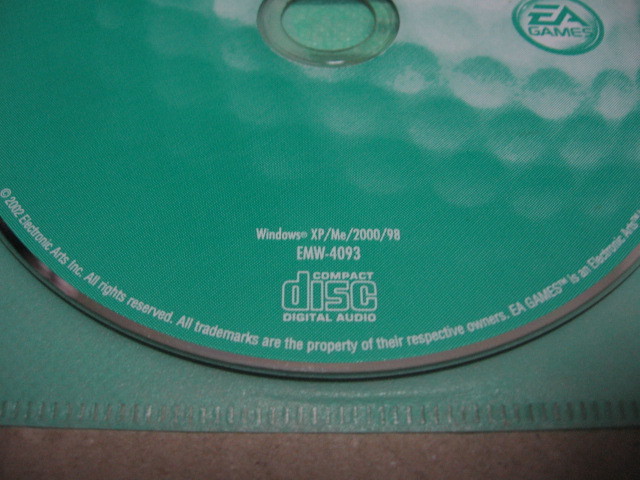 EA
GAMES
Windows® XP/Me/2000/98
EMW-4093
COMPACT
disc
DIGITAL AUDIO
© 2002 Electronic Arts Inc. All rights reserved. All trademarks are the property of their respective owners. EA GAMES™ is an Electronic Arts™